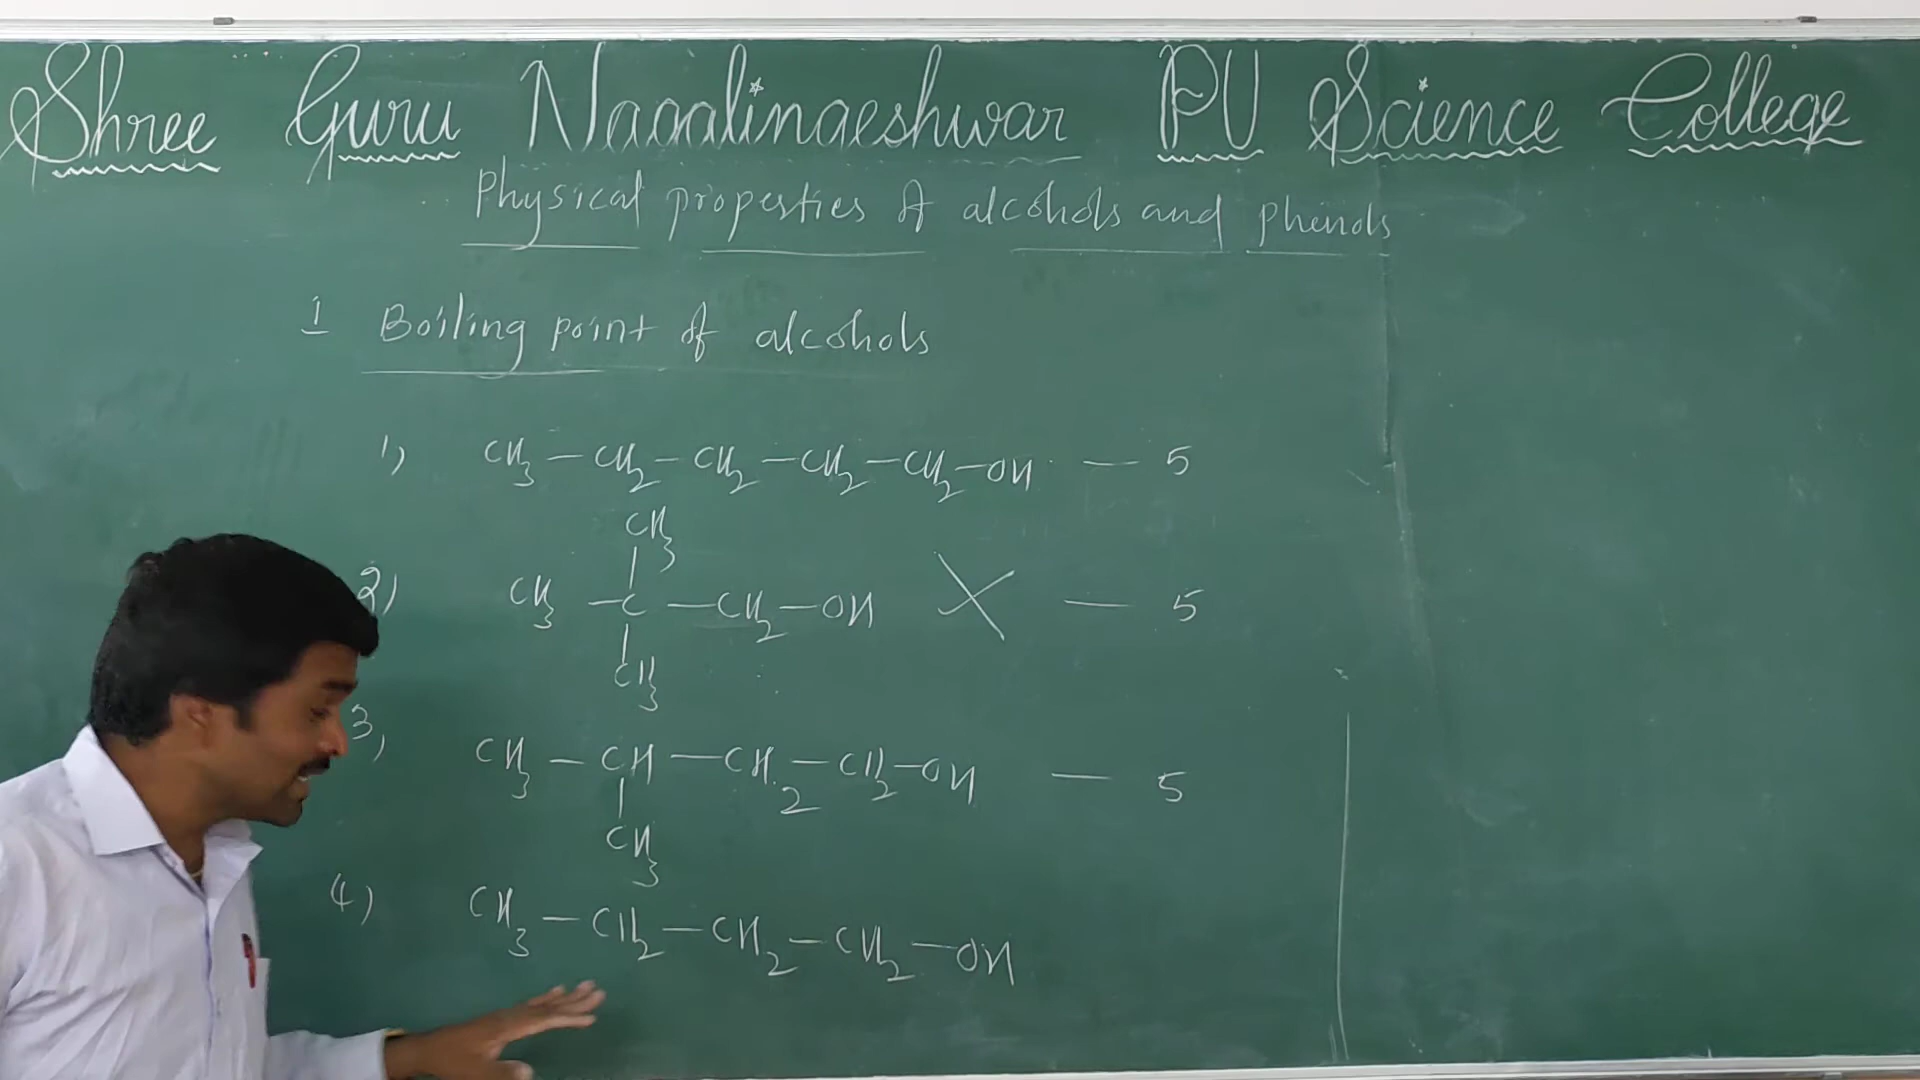 Shree Guru Nagalingeshwar PU Science College
Physical properties of alcohols and phenols
1 Boiling point of alcohols
1) CH3 — CH2 — CH2 — CH2 — CH2 — OH — 5
CH3
|
2) CH3 — C — CH2 — OH X — 5
|
CH3
3) CH3 — CH — CH2 — CH2 — OH — 5
|
CH3
4) CH3 — CH2 — CH2 — CH2 — OH